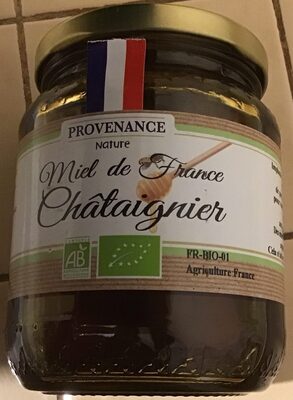 PROVENANCE
Nature
Miel de France
Châtaignier
AB
FR-BIO-01
Agriculture France